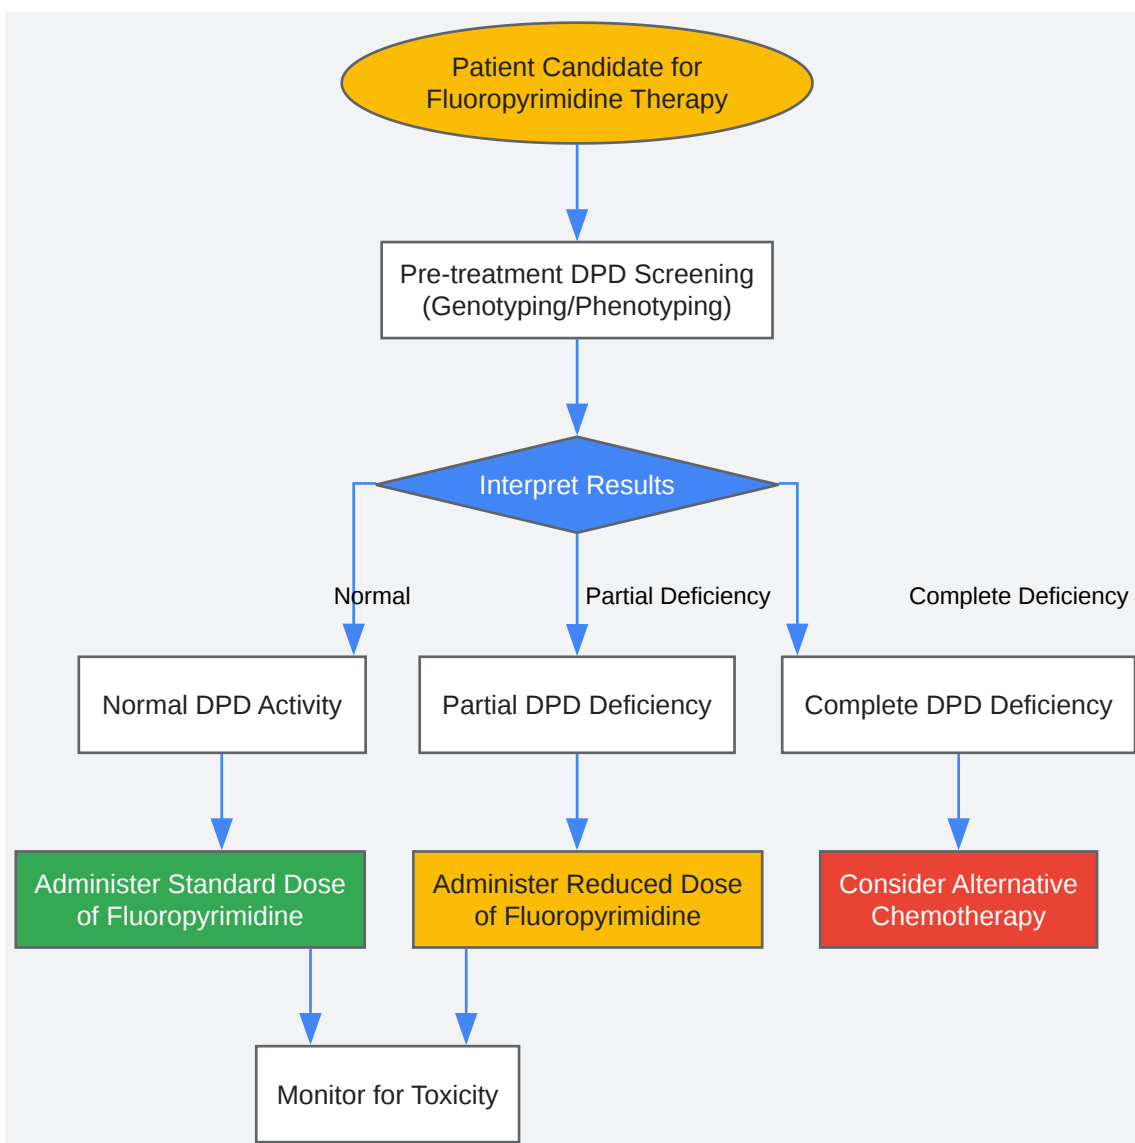 Patient Candidate for
Fluoropyrimidine Therapy
Pre-treatment DPD Screening
(Genotyping/Phenotyping)
Interpret Results
Normal
Partial Deficiency
Complete Deficiency
Normal DPD Activity
Partial DPD Deficiency
Complete DPD Deficiency
Administer Standard Dose
of Fluoropyrimidine
Administer Reduced Dose
of Fluoropyrimidine
Consider Alternative
Chemotherapy
Monitor for Toxicity